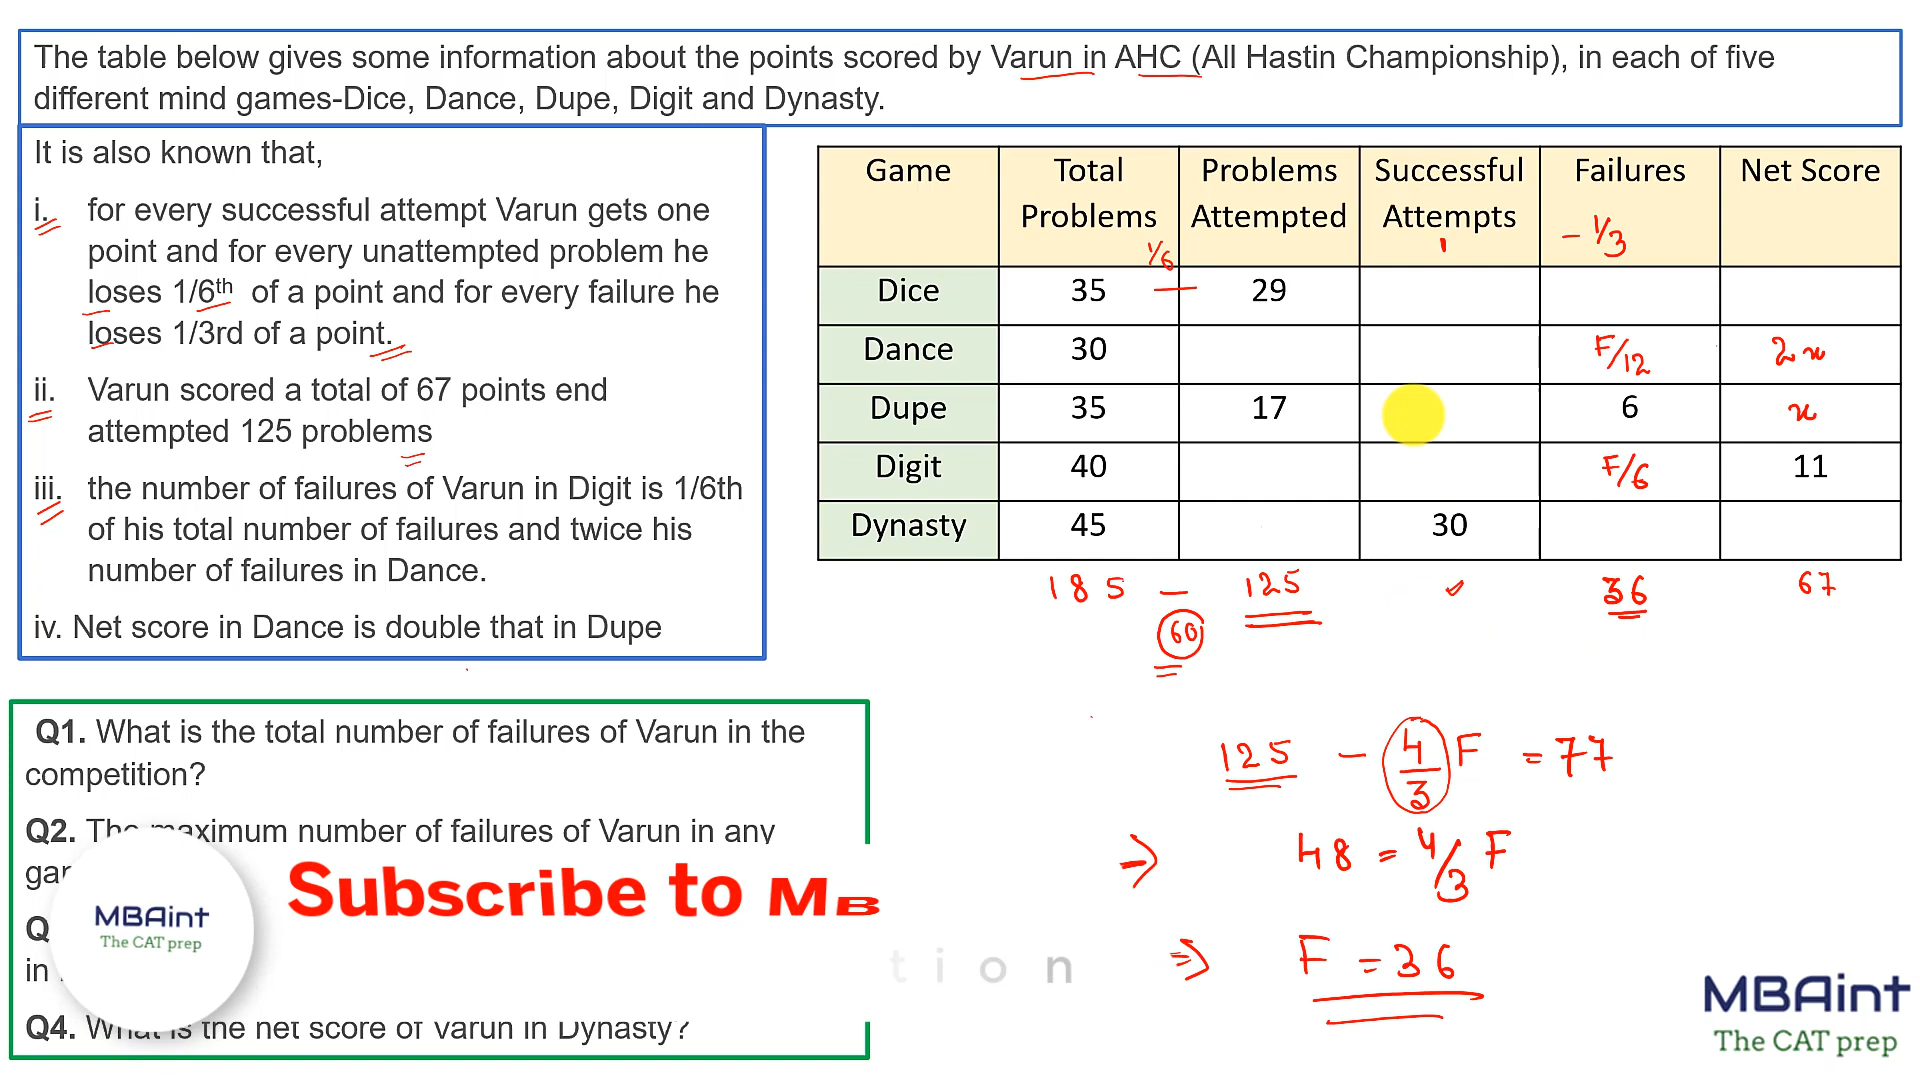 The table below gives some information about the points scored by Varun in AHC (All Hastin Championship), in each of five
different mind games-Dice, Dance, Dupe, Digit and Dynasty.
It is also known that,
i. for every successful attempt Varun gets one
point and for every unattempted problem he
loses 1/6th of a point and for every failure he
loses 1/3rd of a point.
ii. Varun scored a total of 67 points end
attempted 125 problems
iii. the number of failures of Varun in Digit is 1/6th
of his total number of failures and twice his
number of failures in Dance.
iv. Net score in Dance is double that in Dupe
Game Total Problems Successful Failures Net Score
Problems Attempted Attempts
1/6 1 - 1/3
Dice 35 — 29
Dance 30 F/12 2x
Dupe 35 17 6 x
Digit 40 F/6 11
Dynasty 45 30
185 — 125 36 67
60
125 - 4/3 F = 77
⇒ 48 = 4/3 F
⇒ F = 36
Q1. What is the total number of failures of Varun in the
competition?
Q2. The maximum number of failures of Varun in any
Q
in
Q4. What is the net score of Varun in Dynasty?
Subscribe to MB
tion
MBAint
The CAT prep
MBAint
The CAT prep